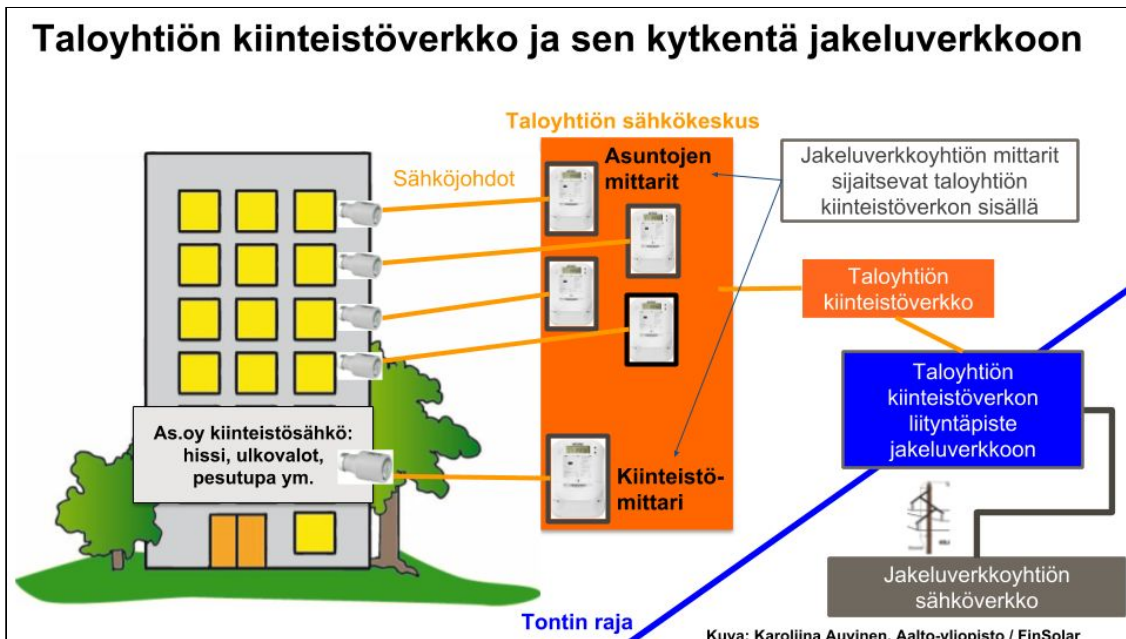 Taloyhtiön kiinteistöverkko ja sen kytkentä jakeluverkkoon
Taloyhtiön sähkökeskus
Asuntojen
mittarit
Jakeluverkkoyhtiön mittarit
sijaitsevat taloyhtiön
kiinteistöverkon sisällä
Sähköjohdot
Taloyhtiön
kiinteistöverkko
Taloyhtiön
kiinteistöverkon
liityntäpiste
jakeluverkkoon
As.oy kiinteistösähkö:
hissi, ulkovalot,
pesutupa ym.
Kiinteistö-
mittari
Jakeluverkkoyhtiön
sähköverkko
Tontin raja
Kuva: Karoliina Auvinen, Aalto-yliopisto / FinSolar